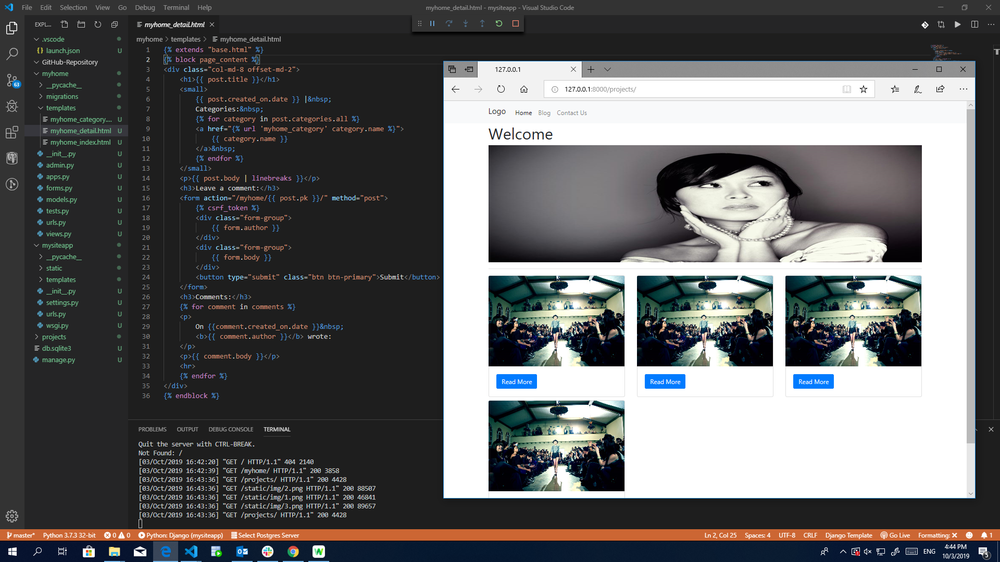 File Edit Selection View Go Debug Terminal Help
myhome_detail.html - mysiteapp - Visual Studio Code
EXPL...
.vscode
launch.json U
GitHub-Repository
myhome
__pycache__
migrations
templates
myhome_category.... U
myhome_detail.html U
myhome_index.html U
__init__.py U
admin.py U
apps.py U
forms.py U
models.py U
tests.py U
urls.py U
views.py U
mysiteapp
__pycache__
static
templates
__init__.py U
settings.py U
urls.py U
wsgi.py U
projects
db.sqlite3 U
manage.py U
63
myhome_detail.html
myhome > templates > myhome_detail.html
1 {% extends "base.html" %}
2 {% block page_content %}
3 <div class="col-md-8 offset-md-2">
4 <h1>{{ post.title }}</h1>
5 <small>
6 {{ post.created_on.date }} |&nbsp;
7 Categories:&nbsp;
8 {% for category in post.categories.all %}
9 <a href="{% url 'myhome_category' category.name %}">
10 {{ category.name }}
11 </a>&nbsp;
12 {% endfor %}
13 </small>
14 <p>{{ post.body | linebreaks }}</p>
15 <h3>Leave a comment:</h3>
16 <form action="/myhome/{{ post.pk }}/" method="post">
17 {% csrf_token %}
18 <div class="form-group">
19 {{ form.author }}
20 </div>
21 <div class="form-group">
22 {{ form.body }}
23 </div>
24 <button type="submit" class="btn btn-primary">Submit</button>
25 </form>
26 <h3>Comments:</h3>
27 {% for comment in comments %}
28 <p>
29 On {{comment.created_on.date }}&nbsp;
30 <b>{{ comment.author }}</b> wrote:
31 </p>
32 <p>{{ comment.body }}</p>
33 <hr>
34 {% endfor %}
35 </div>
36 {% endblock %}
PROBLEMS OUTPUT DEBUG CONSOLE TERMINAL
Quit the server with CTRL-BREAK.
Not Found: /
[03/Oct/2019 16:42:20] "GET / HTTP/1.1" 404 2140
[03/Oct/2019 16:42:39] "GET /myhome/ HTTP/1.1" 200 3858
[03/Oct/2019 16:43:36] "GET /projects/ HTTP/1.1" 200 4428
[03/Oct/2019 16:43:36] "GET /static/img/2.png HTTP/1.1" 200 88507
[03/Oct/2019 16:43:36] "GET /static/img/1.png HTTP/1.1" 200 46841
[03/Oct/2019 16:43:36] "GET /static/img/3.png HTTP/1.1" 200 89657
[03/Oct/2019 16:43:36] "GET /projects/ HTTP/1.1" 200 4428
127.0.0.1
127.0.0.1:8000/projects/
Logo Home Blog Contact Us
Welcome
Read More Read More Read More
master* Python 3.7.3 32-bit 0 0 Python: Django (mysiteapp) Select Postgres Server Ln 2, Col 25 Spaces: 4 UTF-8 CRLF Django Template Go Live Formatting: 1
ENG 4:44 PM
10/3/2019 5